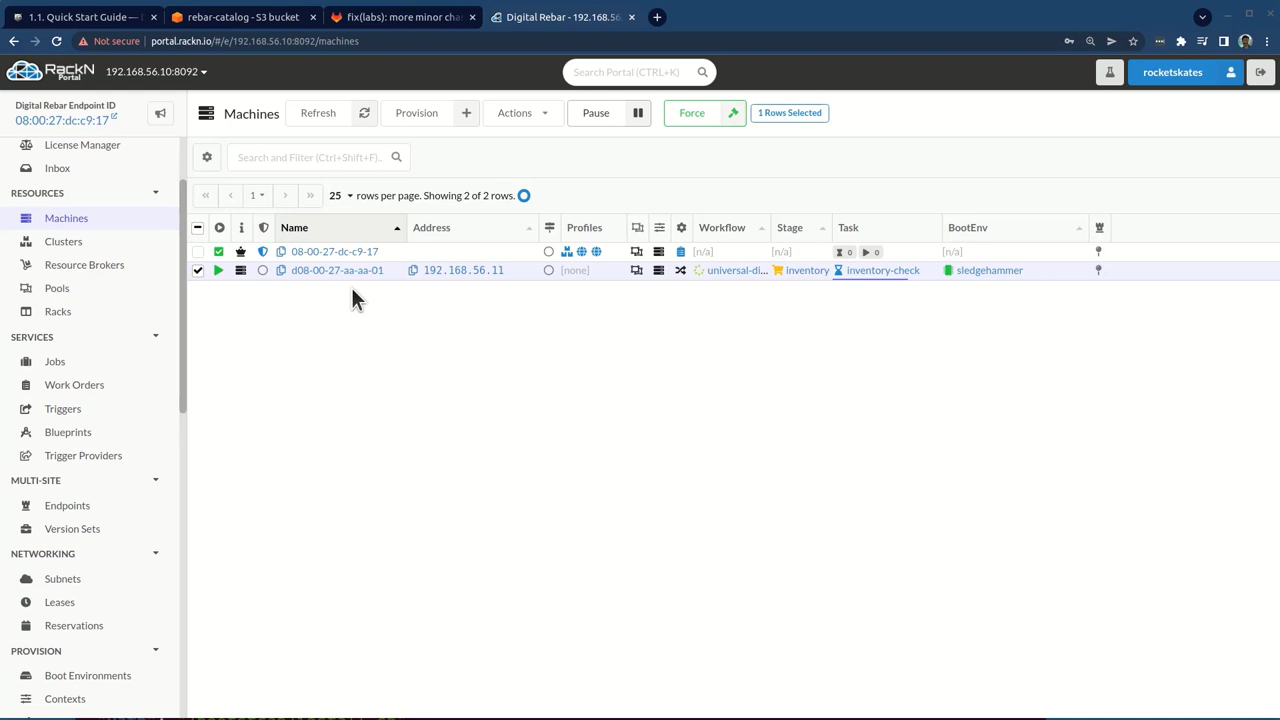 1.1. Quick Start Guide — 
rebar-catalog - S3 bucket
fix(labs): more minor cha
Digital Rebar - 192.168.56.
Not secure
portal.rackn.io/#/e/192.168.56.10:8092/machines
RackN
Portal
192.168.56.10:8092
Search Portal (CTRL+K)
rocketskates
Digital Rebar Endpoint ID
08:00:27:dc:c9:17
Machines
Refresh
Provision
Actions
Pause
Force
1 Rows Selected
License Manager
Inbox
RESOURCES
Machines
Clusters
Resource Brokers
Pools
Racks
SERVICES
Jobs
Work Orders
Triggers
Blueprints
Trigger Providers
MULTI-SITE
Endpoints
Version Sets
NETWORKING
Subnets
Leases
Reservations
PROVISION
Boot Environments
Contexts
Search and Filter (Ctrl+Shift+F)..
1
25 rows per page. Showing 2 of 2 rows.
Name Address Profiles Workflow Stage Task BootEnv
08-00-27-dc-c9-17 [n/a] [n/a] 0 0 [n/a]
d08-00-27-aa-aa-01 192.168.56.11 [none] universal-di... inventory inventory-check sledgehammer